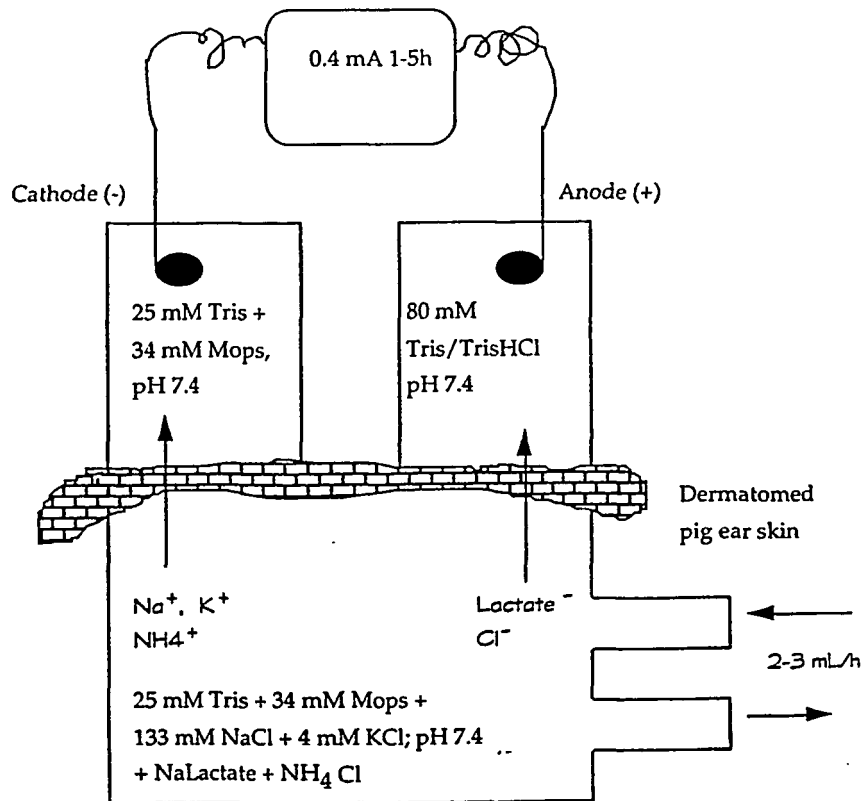 0.4 mA 1-5h
Cathode (-)
Anode (+)
25 mM Tris +
34 mM Mops,
pH 7.4
80 mM
Tris/TrisHCl
pH 7.4
Dermatomed
pig ear skin
Na⁺, K⁺
NH4⁺
Lactate⁻
Cl⁻
2-3 mL/h
25 mM Tris + 34 mM Mops +
133 mM NaCl + 4 mM KCl; pH 7.4
+ NaLactate + NH₄ Cl